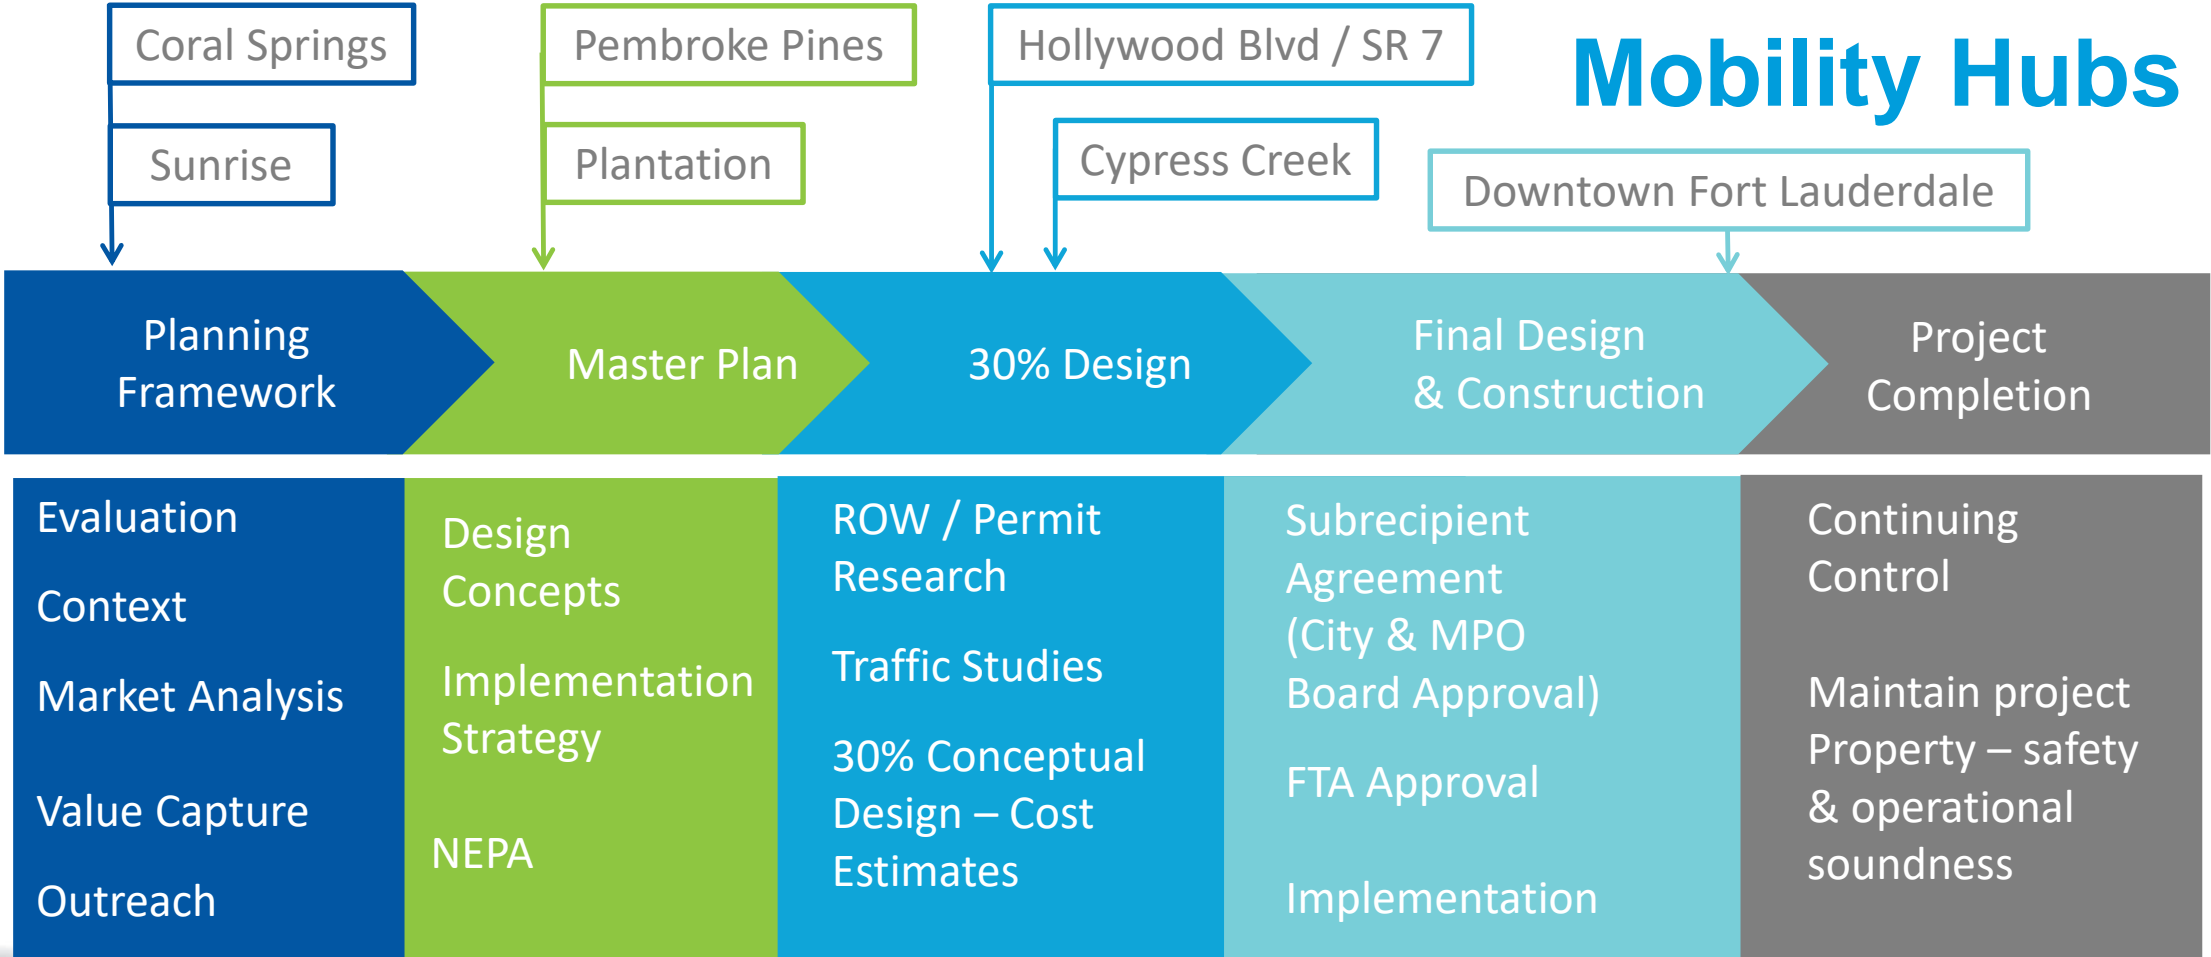 Coral Springs
Pembroke Pines
Hollywood Blvd / SR 7
Mobility Hubs
Sunrise
Plantation
Cypress Creek
Downtown Fort Lauderdale
Planning
Framework
Master Plan
30% Design
Final Design
& Construction
Project
Completion
Evaluation
Context
Market Analysis
Value Capture
Outreach
Design
Concepts
Implementation
Strategy
NEPA
ROW / Permit
Research
Traffic Studies
30% Conceptual
Design – Cost
Estimates
Subrecipient
Agreement
(City & MPO
Board Approval)
FTA Approval
Implementation
Continuing
Control
Maintain project
Property – safety
& operational
soundness